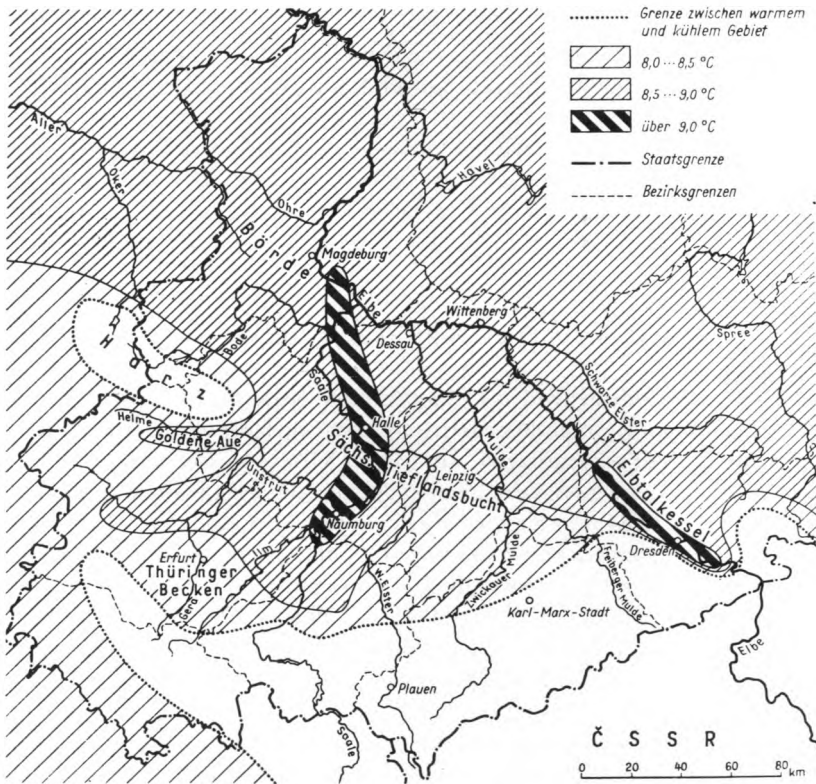 Grenze zwischen warmem
und kühlem Gebiet
8,0 ... 8,5 °C
8,5 ... 9,0 °C
über 9,0 °C
Staatsgrenze
Bezirksgrenzen
Aller
Oker
Ohre
Havel
Börde
Magdeburg
Elbe
Wittenberg
Dessau
Spree
Harz
Bode
Saale
Schwarze Elster
Helme
Goldene Aue
Halle
Mulde
Sächs. Tieflandsbucht
Leipzig
Unstrut
Elbtalkessel
Naumburg
Ilm
Erfurt
Thüringer
Becken
Gera
W. Elster
Zwickauer Mulde
Freiberger Mulde
Dresden
Karl-Marx-Stadt
Elbe
Plauen
Saale
ČSSR
0 20 40 60 80
km